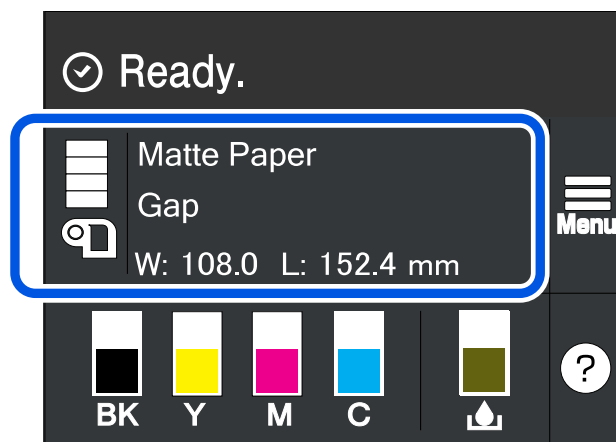 Ready.
Matte Paper
Gap
W: 108.0 L: 152.4 mm
Menu
BK Y M C
?